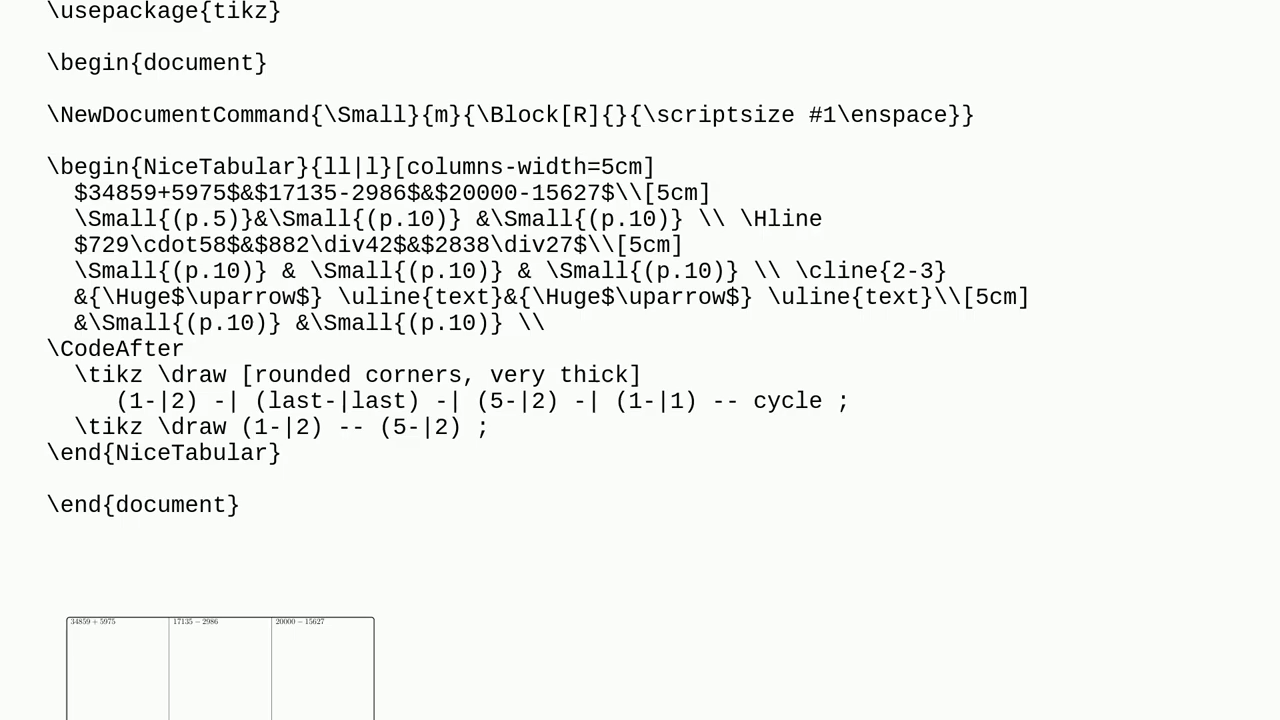 \usepackage{tikz}
\begin{document}
\NewDocumentCommand{\Small}{m}{\Block[R]{}{\scriptsize #1\enspace}}
\begin{NiceTabular}{ll|l}[columns-width=5cm]
$34859+5975$&$17135-2986$&$20000-15627$\\[5cm]
\Small{(p.5)}&\Small{(p.10)} &\Small{(p.10)} \\ \Hline
$729\cdot58$&$882\div42$&$2838\div27$\\[5cm]
\Small{(p.10)} & \Small{(p.10)} & \Small{(p.10)} \\ \cline{2-3}
&{\Huge$\uparrow$} \uline{text}&{\Huge$\uparrow$} \uline{text}\\[5cm]
&\Small{(p.10)} &\Small{(p.10)} \\
\CodeAfter
\tikz \draw [rounded corners, very thick]
(1-|2) -| (last-|last) -| (5-|2) -| (1-|1) -- cycle ;
\tikz \draw (1-|2) -- (5-|2) ;
\end{NiceTabular}
\end{document}
34859 + 5975 17135 − 2986 20000 − 15627